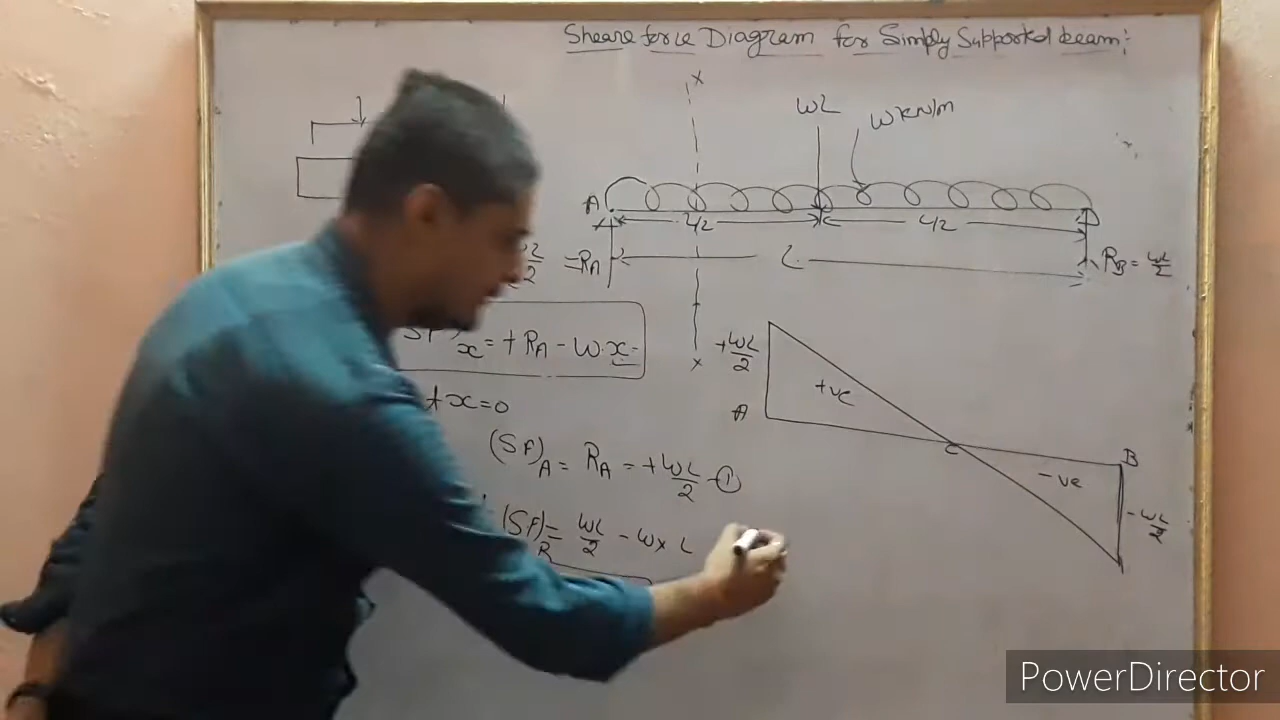 Sheare force Diagram for Simply Supported beam:
x
WL
W kN/m
A
L/2
L/2
=RA
L
RB = WL/2
x = + RA - W.x
x
+WL/2
+ve
A
x=0
C
B
-ve
(SF)A = RA = +WL/2 -①
-WL/2
(SF)B = WL/2 - W x L
PowerDirector